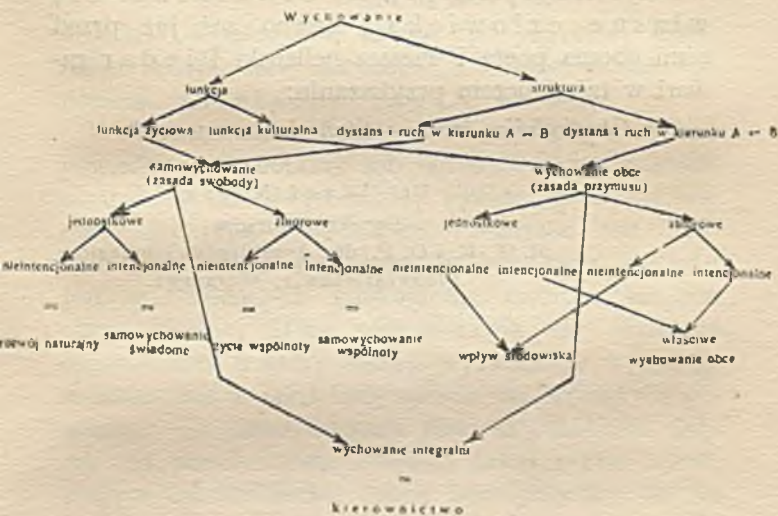 Wychowanie
funkcja struktura
funkcja życiowa funkcja kulturalna dystans i ruch w kierunku A — B dystans i ruch w kierunku A — B
samowychowanie wychowanie obce
(zasada swobody) (zasada przymusu)
jednostkowe zbiorowe jednostkowe zbiorowe
nieintencjonalne intencjonalne nieintencjonalne intencjonalne nieintencjonalne intencjonalne nieintencjonalne intencjonalne
= = = =
rozwój naturalny samowychowanie świadome życie wspólnoty samowychowanie wspólnoty
wpływ środowiska właściwe wychowanie obce
wychowanie integralni
=
kierownictwo